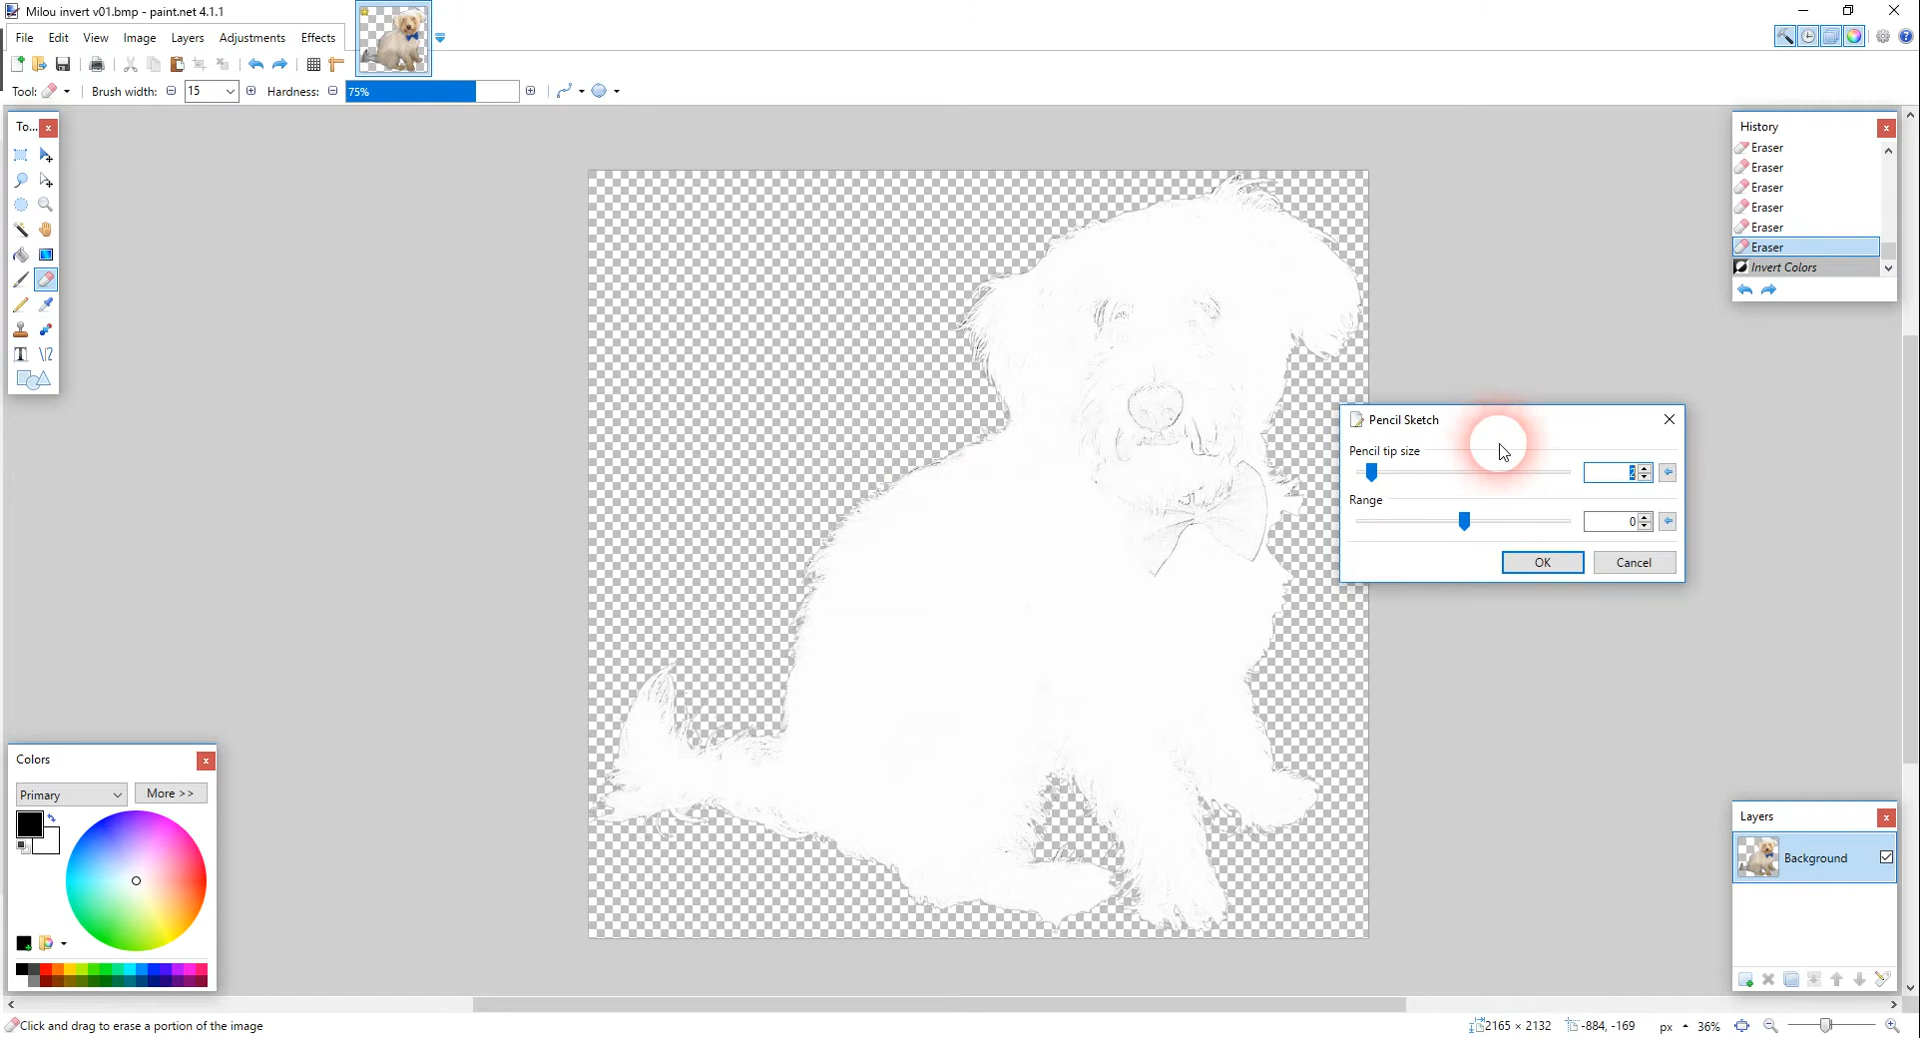 Milou invert v01.bmp - paint.net 4.1.1
File Edit View Image Layers Adjustments Effects
Tool: Brush width: 15 Hardness: 75%
To...
History
Eraser
Eraser
Eraser
Eraser
Eraser
Eraser
Invert Colors
Pencil Sketch
Pencil tip size
2
Range
0
OK Cancel
Colors
Primary More >>
Layers
Background
Click and drag to erase a portion of the image 2165 × 2132 -884, -169 px 36%